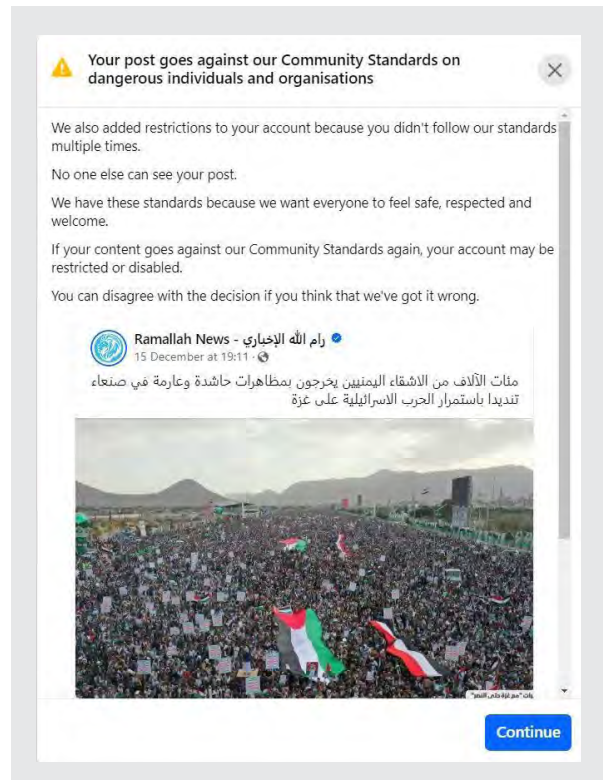 Your post goes against our Community Standards on
dangerous individuals and organisations
We also added restrictions to your account because you didn't follow our standards
multiple times.
No one else can see your post.
We have these standards because we want everyone to feel safe, respected and
welcome.
If your content goes against our Community Standards again, your account may be
restricted or disabled.
You can disagree with the decision if you think that we've got it wrong.
Ramallah News - رام الله الإخباري
15 December at 19:11 ·
مئات الآلاف من الاشقاء اليمنيين يخرجون بمظاهرات حاشدة وعارمة في صنعاء
تنديدا باستمرار الحرب الاسرائيلية على غزة
"مع غزة حتى النصر"
Continue